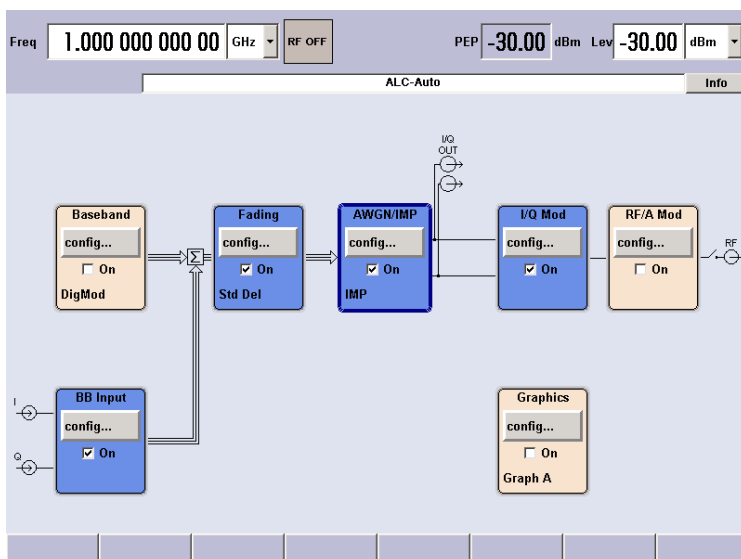 Freq 1.000 000 000 00 GHz RF OFF PEP -30.00 dBm Lev -30.00 dBm
ALC-Auto Info
I/Q
OUT
Baseband Fading AWGN/IMP I/Q Mod RF/A Mod
config... config... config... config... config... RF
On Σ On On On On
DigMod Std Del IMP
BB Input Graphics
I
config... config...
On On
Q
Graph A